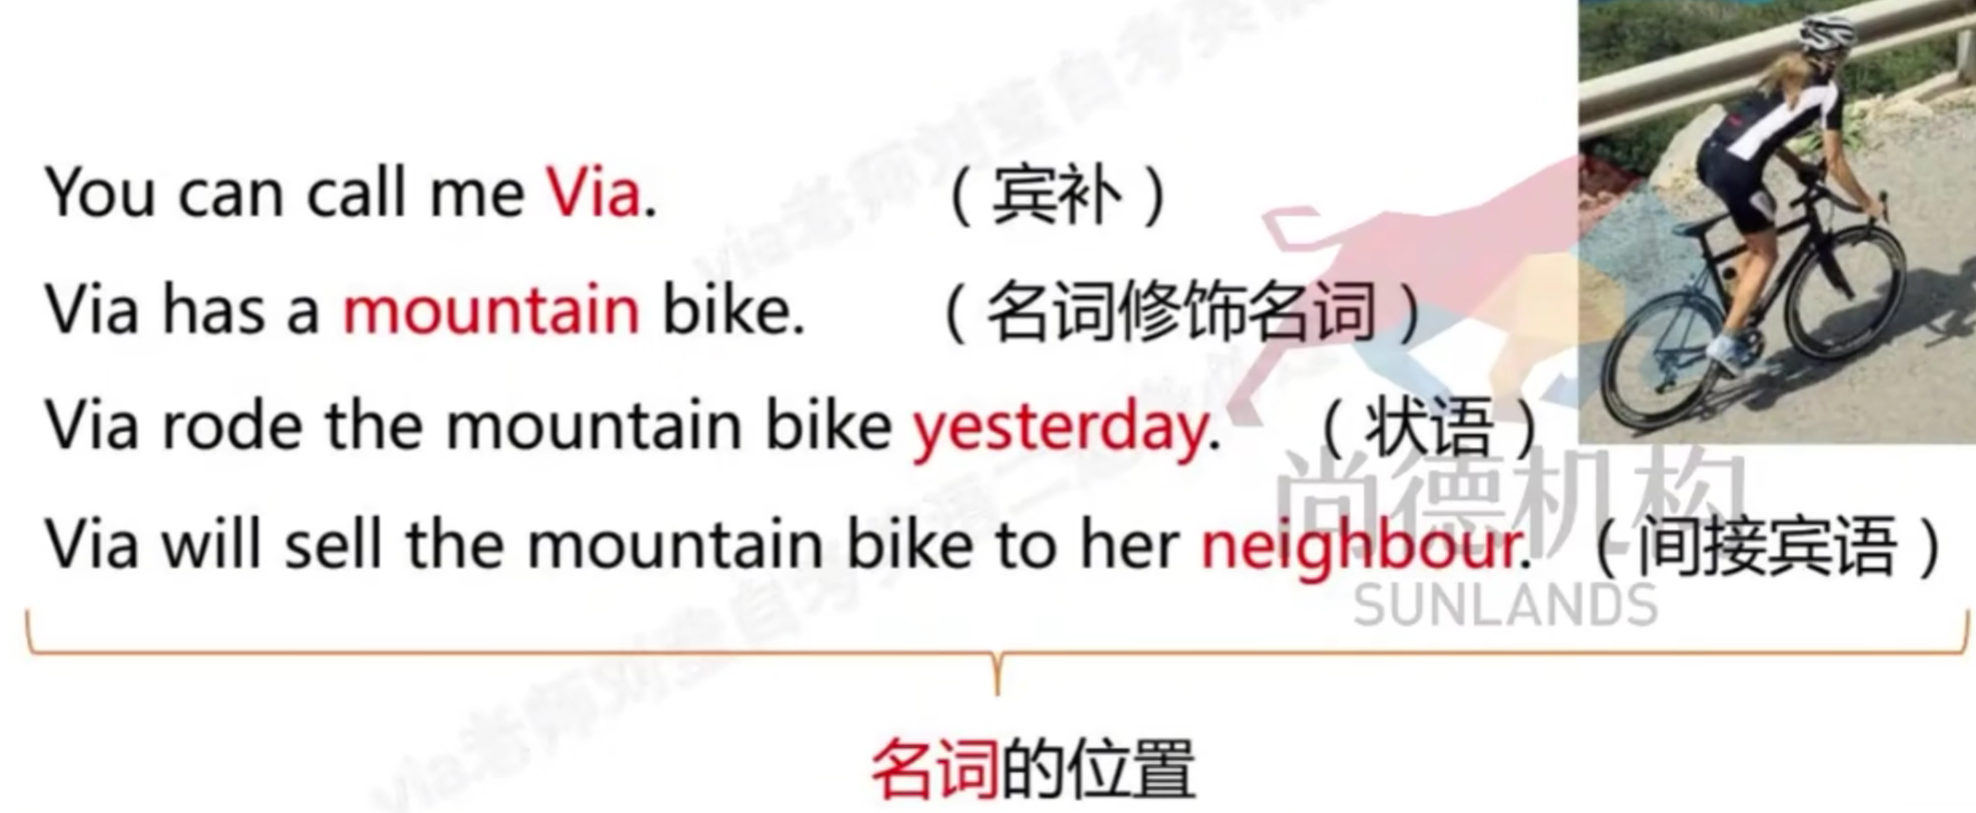 You can call me Via. （宾补）
Via has a mountain bike. （名词修饰名词）
Via rode the mountain bike yesterday. （状语）
Via will sell the mountain bike to her neighbour. （间接宾语）
尚德机构
SUNLANDS
名词的位置